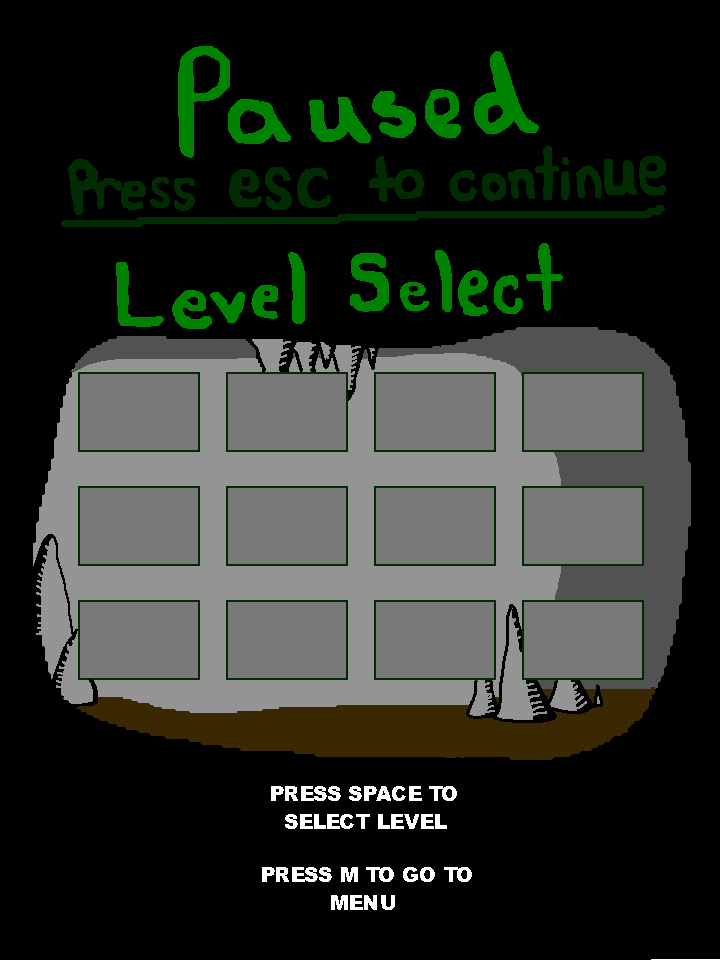 Paused
Press esc to continue
Level Select
PRESS SPACE TO
SELECT LEVEL
PRESS M TO GO TO
MENU